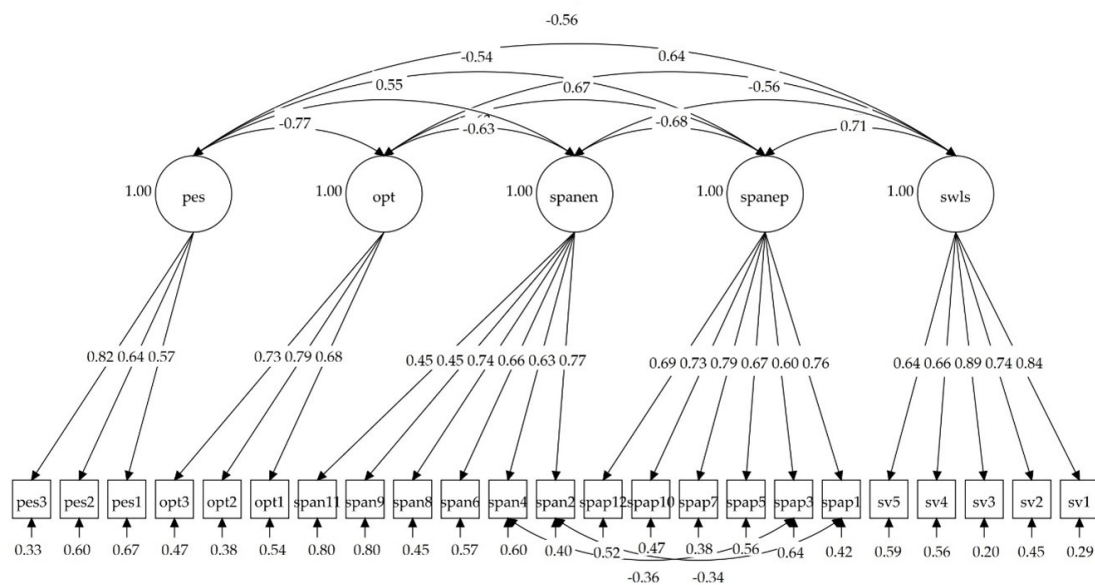 -0.56
-0.54 0.64
0.55 0.67 -0.56
-0.77 -0.63 -0.68 0.71
1.00 pes 1.00 opt 1.00 spanen 1.00 spanep 1.00 swls
0.82 0.64 0.57 0.73 0.79 0.68 0.45 0.45 0.74 0.66 0.63 0.77 0.69 0.73 0.79 0.67 0.60 0.76 0.64 0.66 0.89 0.74 0.84
pes3 pes2 pes1 opt3 opt2 opt1 span11 span9 span8 span6 span4 span2 spap12 spap10 spap7 spap5 spap3 spap1 sv5 sv4 sv3 sv2 sv1
0.33 0.60 0.67 0.47 0.38 0.54 0.80 0.80 0.45 0.57 0.60 0.40 0.52 0.47 0.38 0.56 0.64 0.42 0.59 0.56 0.20 0.45 0.29
-0.36 -0.34